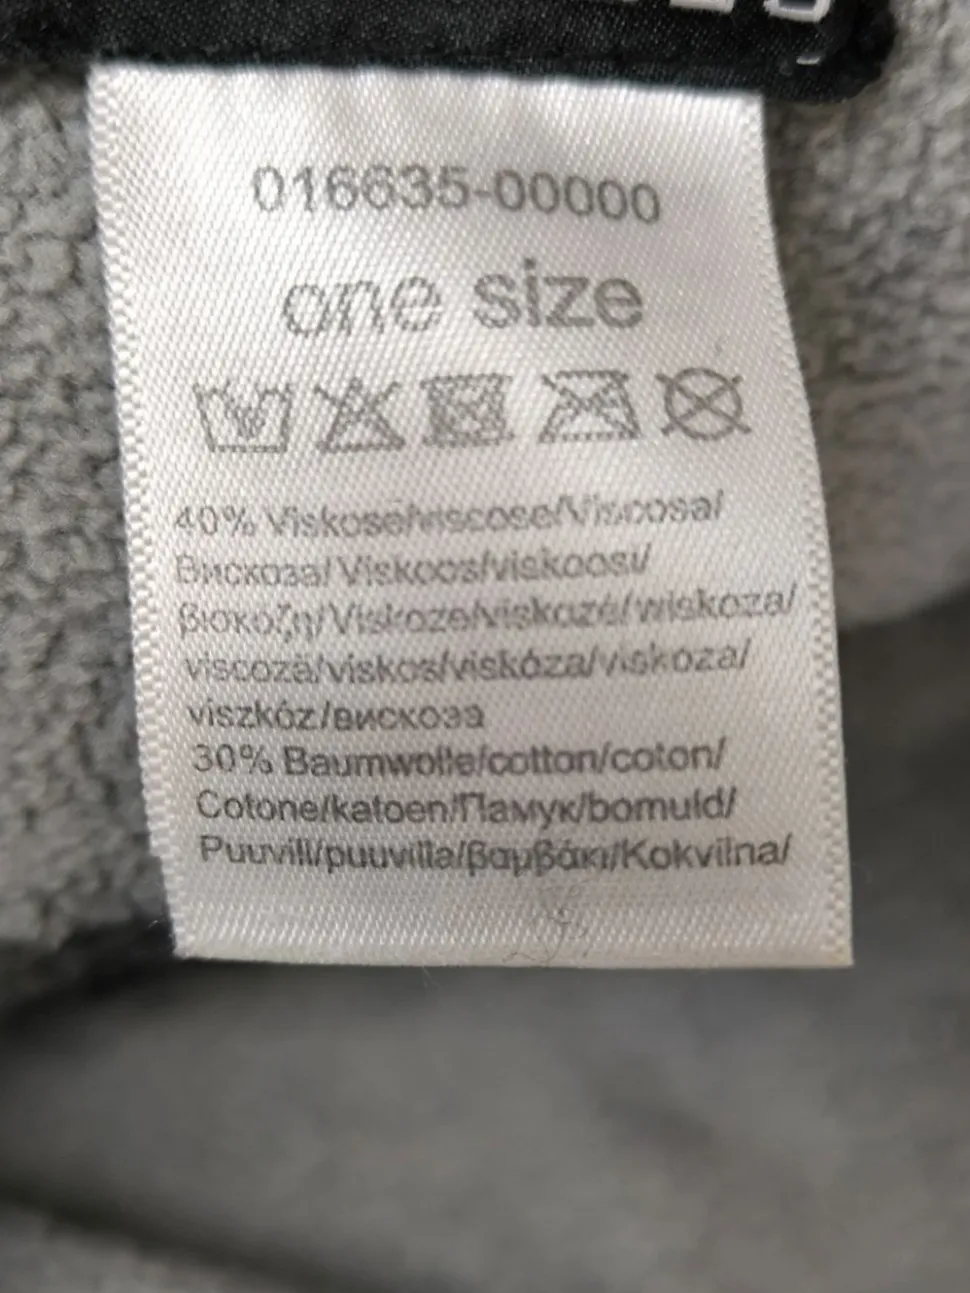 016635-00000
one size
40% Viskose/viscose/Viscosa/
Вискоза/Viskoos/viskoosi/
βισκόζη/Viskoze/viskozė/wiskoza/
viscoză/viskos/viskóza/viskoza/
viszkóz/вискоза
30% Baumwolle/cotton/coton/
Cotone/katoen/Памук/bomuld/
Puuvill/puuvilla/βαμβάκι/Kokvilna/